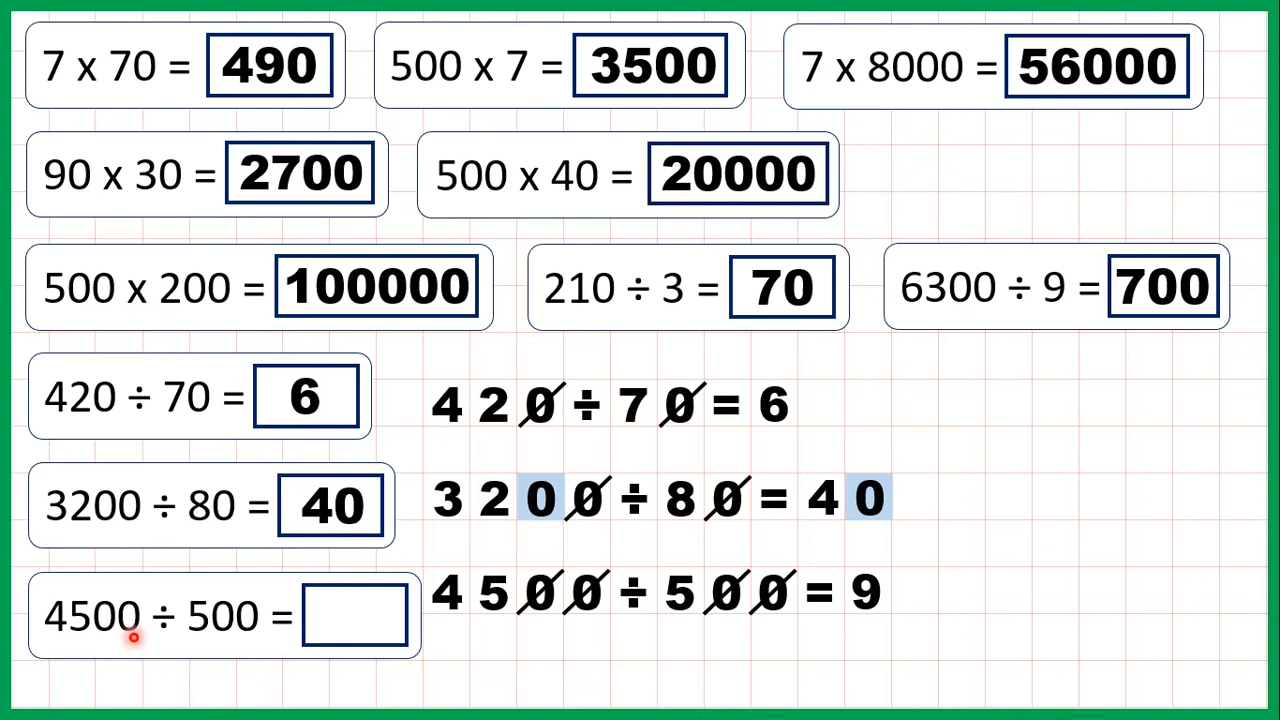 7 x 70 = 490
500 x 7 = 3500
7 x 8000 = 56000
90 x 30 = 2700
500 x 40 = 20000
500 x 200 = 100000
210 ÷ 3 = 70
6300 ÷ 9 = 700
420 ÷ 70 = 6
4 2 0 ÷ 7 0 = 6
3200 ÷ 80 = 40
3 2 0 0 ÷ 8 0 = 4 0
4500 ÷ 500 =
4 5 0 0 ÷ 5 0 0 = 9